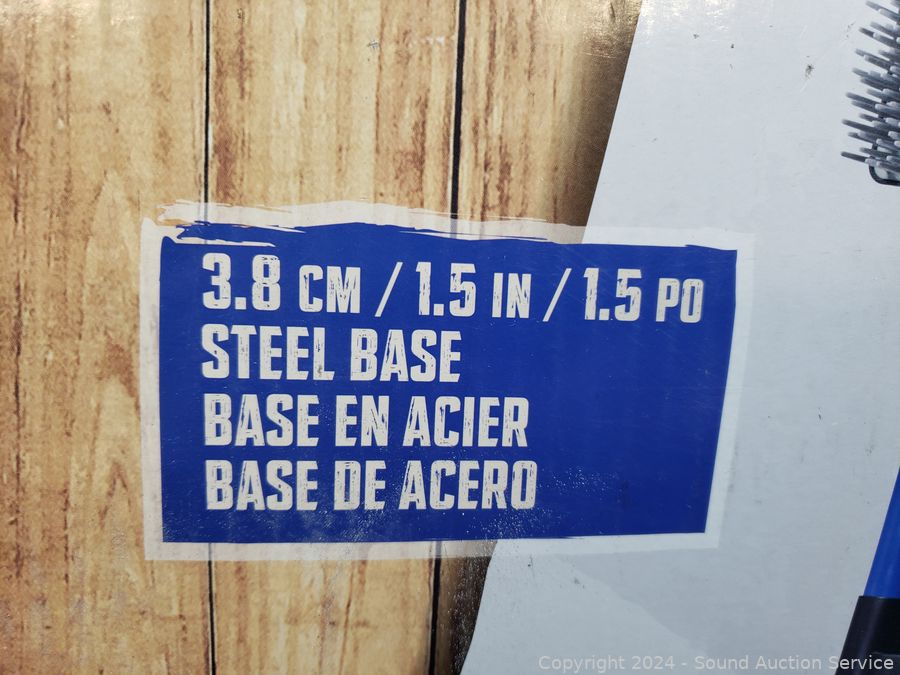 3.8 CM / 1.5 IN / 1.5 PO
STEEL BASE
BASE EN ACIER
BASE DE ACERO
Copyright 2024 - Sound Auction Service